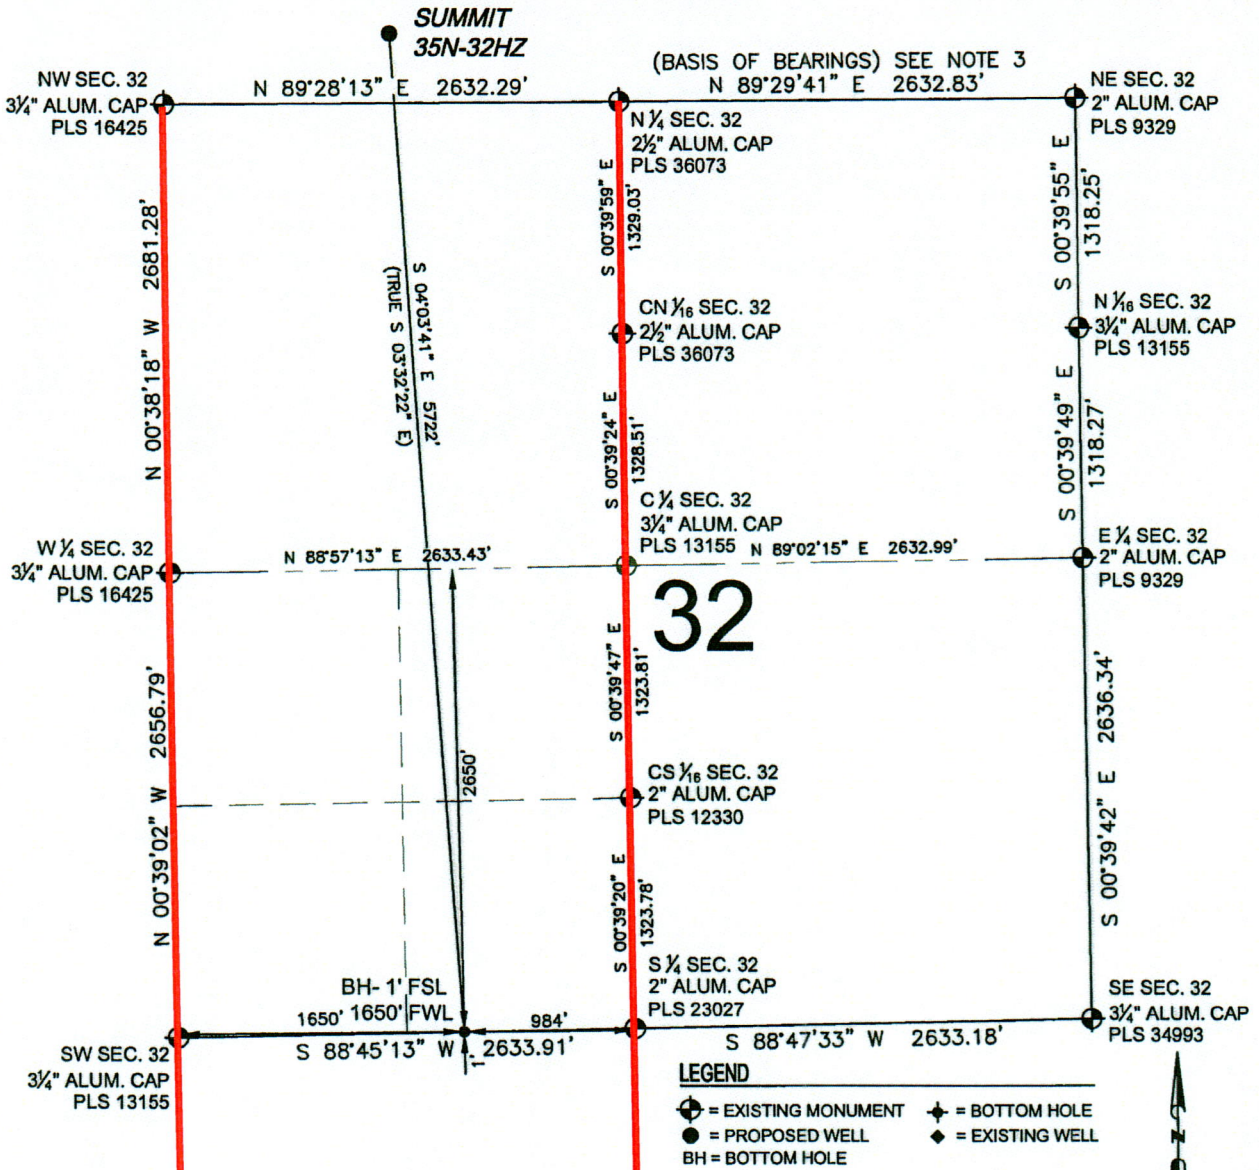 SUMMIT
35N-32HZ
(BASIS OF BEARINGS) SEE NOTE 3
N 89°28'13" E 2632.29'
N 89°29'41" E 2632.83'
NW SEC. 32
3¼" ALUM. CAP
PLS 16425
N ¼ SEC. 32
2½" ALUM. CAP
PLS 36073
NE SEC. 32
2" ALUM. CAP
PLS 9329
N 00°38'18" W 2681.28'
S 04°03'41" E 5722'
(TRUE S 03°32'22" E)
S 00°39'59" E
1329.03'
S 00°39'55" E
1318.25'
CN 1/16 SEC. 32
2½" ALUM. CAP
PLS 36073
N 1/16 SEC. 32
3¼" ALUM. CAP
PLS 13155
S 00°39'24" E
1328.51'
S 00°39'49" E
1318.27'
C ¼ SEC. 32
3¼" ALUM. CAP
PLS 13155
W ¼ SEC. 32
3¼" ALUM. CAP
PLS 16425
N 88°57'13" E 2633.43'
N 89°02'15" E 2632.99'
E ¼ SEC. 32
2" ALUM. CAP
PLS 9329
32
N 00°39'02" W 2656.79'
2650'
S 00°39'47" E
1323.81'
S 00°39'42" E 2636.34'
CS 1/16 SEC. 32
2" ALUM. CAP
PLS 12330
S 00°39'20" E
1323.78'
S ¼ SEC. 32
2" ALUM. CAP
PLS 23027
BH- 1' FSL
1650' FWL
1650'
984'
SE SEC. 32
3¼" ALUM. CAP
PLS 34993
SW SEC. 32
3¼" ALUM. CAP
PLS 13155
S 88°45'13" W 2633.91'
1'
S 88°47'33" W 2633.18'
LEGEND
= EXISTING MONUMENT
= BOTTOM HOLE
= PROPOSED WELL
= EXISTING WELL
BH = BOTTOM HOLE
N